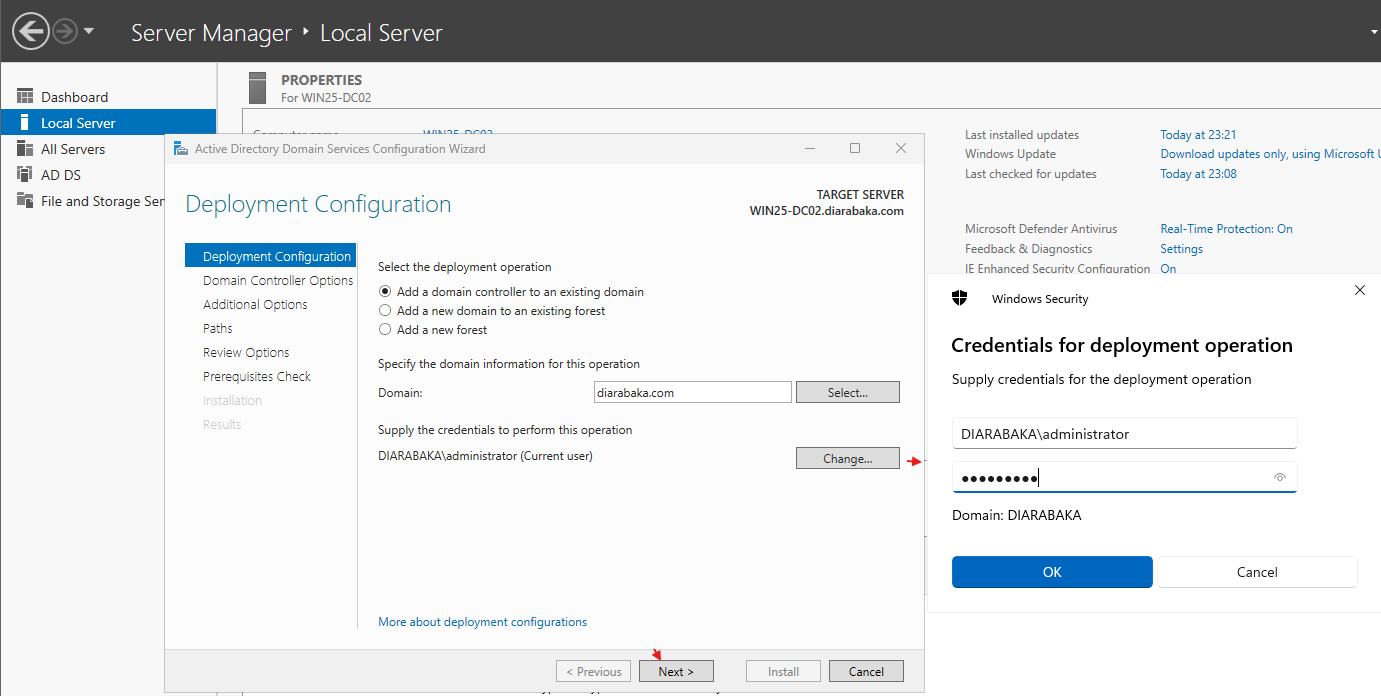 Server Manager ‣ Local Server
Dashboard
Local Server
All Servers
AD DS
File and Storage Ser
PROPERTIES
For WIN25-DC02
Computer name WIN25-DC02
Last installed updates Today at 23:21
Windows Update Download updates only, using Microsoft U
Last checked for updates Today at 23:08
Microsoft Defender Antivirus Real-Time Protection: On
Feedback & Diagnostics Settings
IE Enhanced Security Configuration On
Active Directory Domain Services Configuration Wizard
Deployment Configuration
TARGET SERVER
WIN25-DC02.diarabaka.com
Deployment Configuration
Domain Controller Options
Additional Options
Paths
Review Options
Prerequisites Check
Installation
Results
Select the deployment operation
Add a domain controller to an existing domain
Add a new domain to an existing forest
Add a new forest
Specify the domain information for this operation
Domain: diarabaka.com Select...
Supply the credentials to perform this operation
DIARABAKA\administrator (Current user) Change...
More about deployment configurations
< Previous Next > Install Cancel
Windows Security
Credentials for deployment operation
Supply credentials for the deployment operation
DIARABAKA\administrator
●●●●●●●●●
Domain: DIARABAKA
OK Cancel